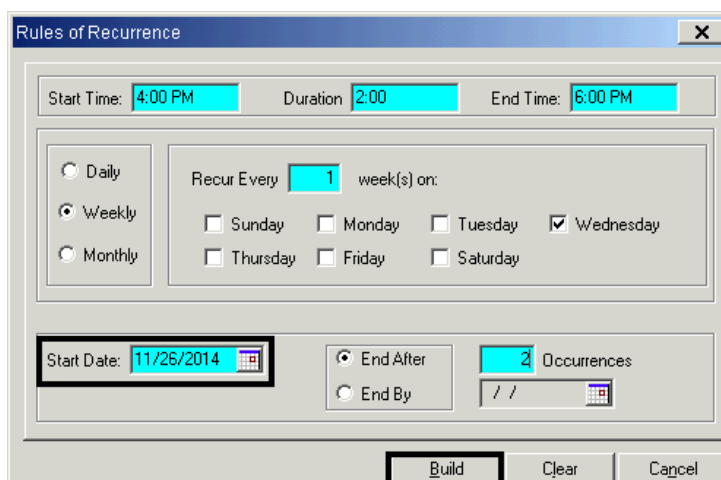 Rules of Recurrence
Start Time: 4:00 PM Duration 2:00 End Time: 6:00 PM
Daily
Weekly
Monthly
Recur Every 1 week(s) on:
Sunday Monday Tuesday Wednesday
Thursday Friday Saturday
Start Date: 11/26/2014
End After 2 Occurrences
End By / /
Build Clear Cancel